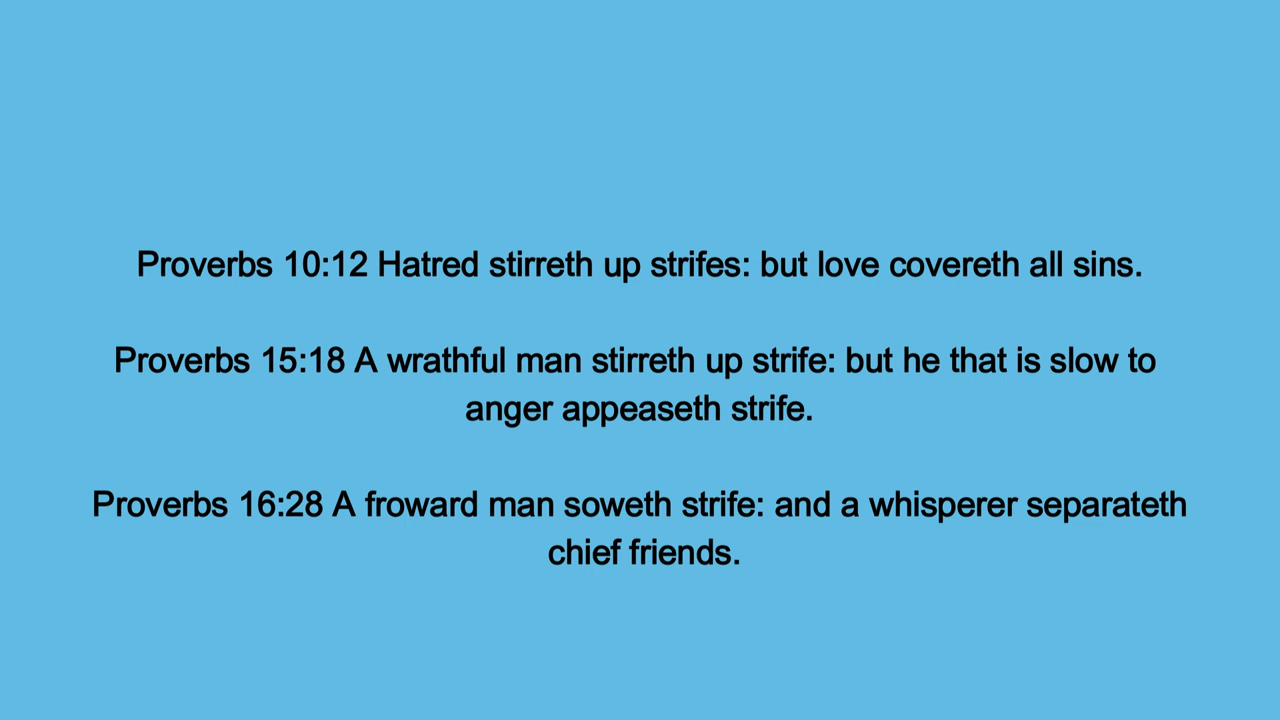 Proverbs 10:12 Hatred stirreth up strifes: but love covereth all sins.
Proverbs 15:18 A wrathful man stirreth up strife: but he that is slow to
anger appeaseth strife.
Proverbs 16:28 A froward man soweth strife: and a whisperer separateth
chief friends.